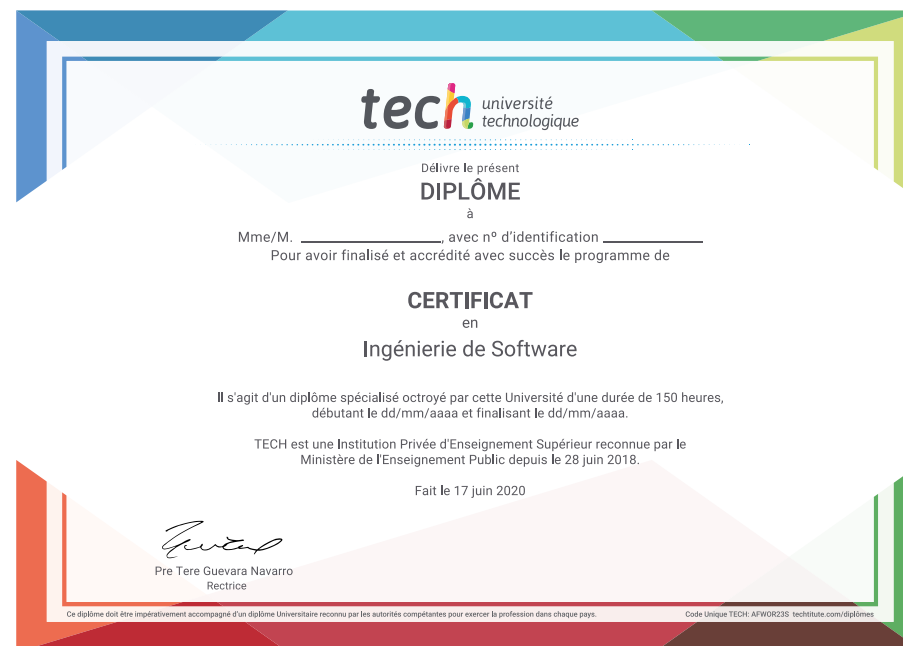 tech université
technologique
Délivre le présent
DIPLÔME
à
Mme/M. ____________________, avec nº d'identification ______________
Pour avoir finalisé et accrédité avec succès le programme de
CERTIFICAT
en
Ingénierie de Software
Il s'agit d'un diplôme spécialisé octroyé par cette Université d'une durée de 150 heures,
débutant le dd/mm/aaaa et finalisant le dd/mm/aaaa.
TECH est une Institution Privée d'Enseignement Supérieur reconnue par le
Ministère de l'Enseignement Public depuis le 28 juin 2018.
Fait le 17 juin 2020
Pre Tere Guevara Navarro
Rectrice
Ce diplôme doit être impérativement accompagné d'un diplôme Universitaire reconnu par les autorités compétantes pour exercer la profession dans chaque pays.
Code Unique TECH: AFWOR23S techtitute.com/diplômes